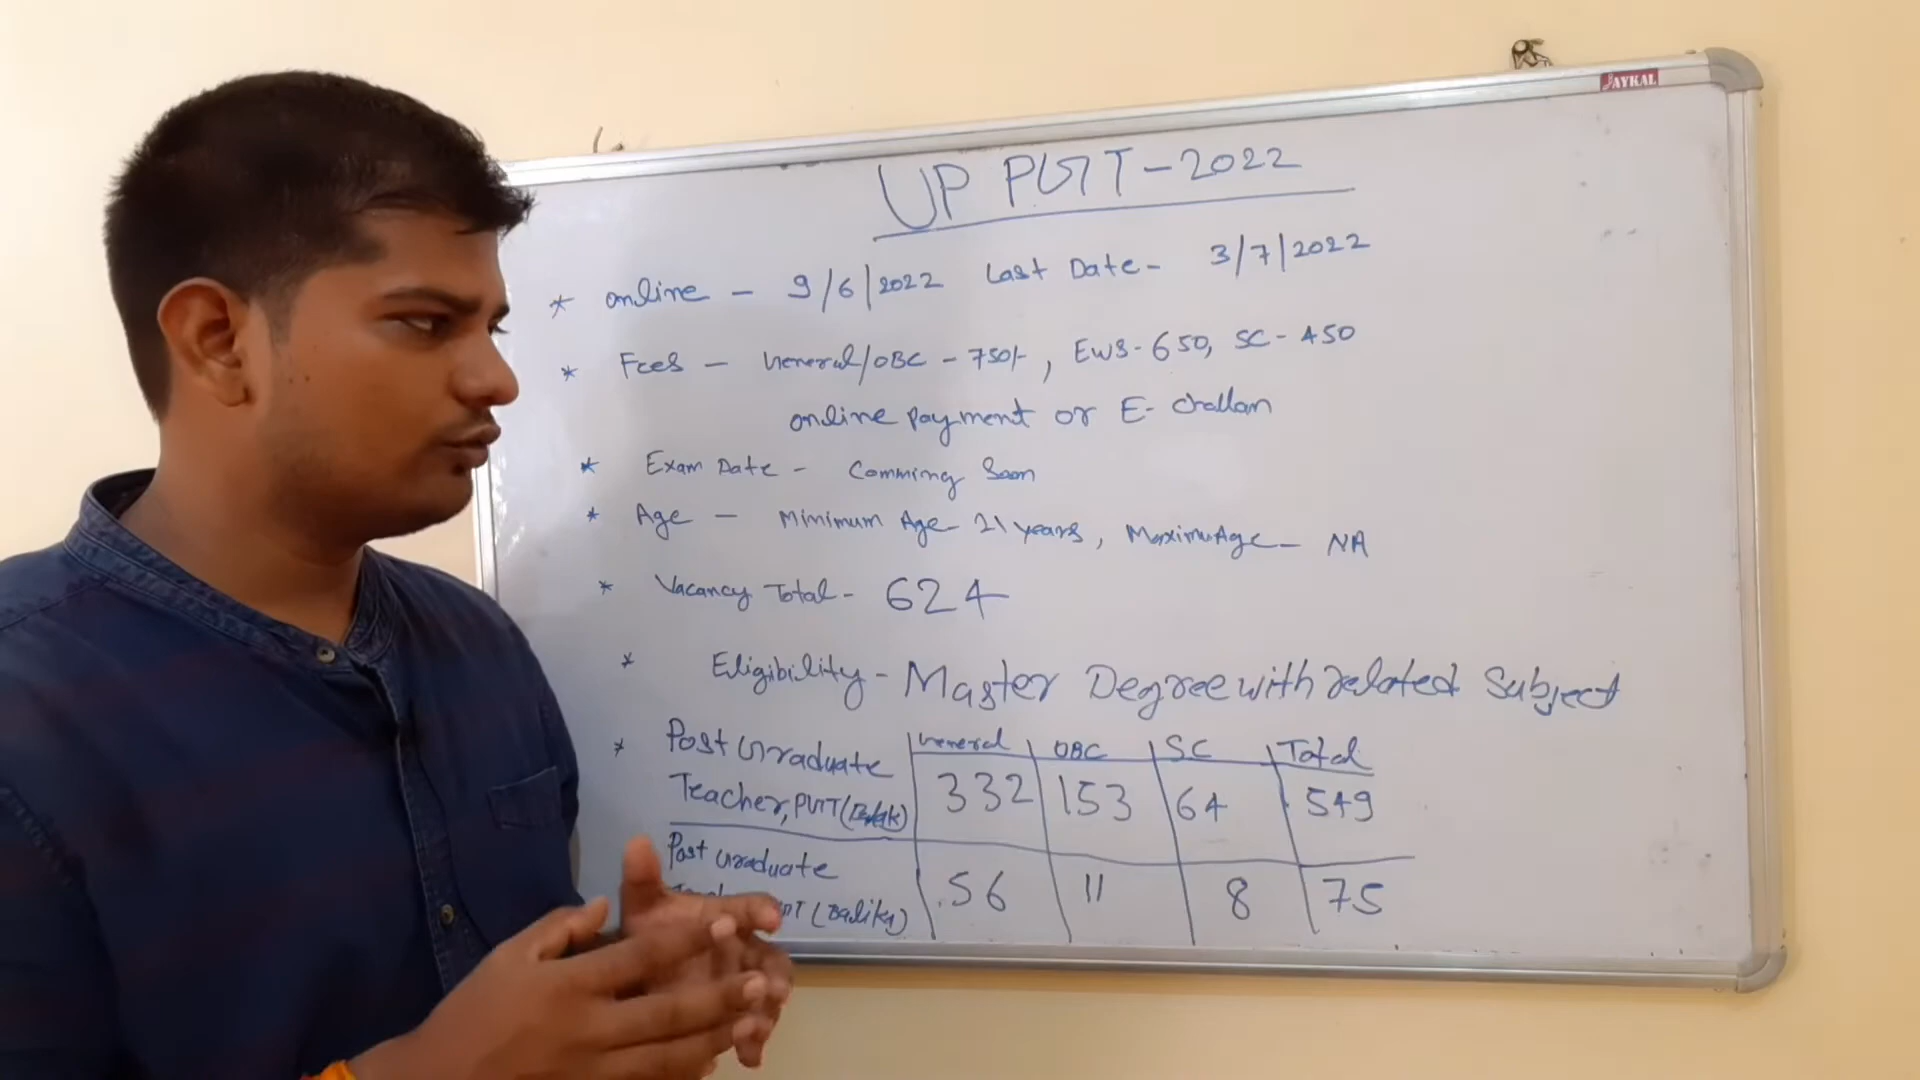 JAYKAL
UP PGT-2022
* online - 9/6/2022 Last Date- 3/7/2022
* Fees - General/OBC - 750/-, EWS-650, SC-450
online payment or E-challan
* Exam Date - Comming Soon
* Age - Minimum Age- 21 years, MaximuAge- NA
* Vacancy Total- 624
* Eligibility- Master Degree with related Subject
* Post Graduate General OBC SC Total
Teacher, PGT (Balak) 332 153 64 549
Post Graduate
PGT (Balika) 56 11 8 75